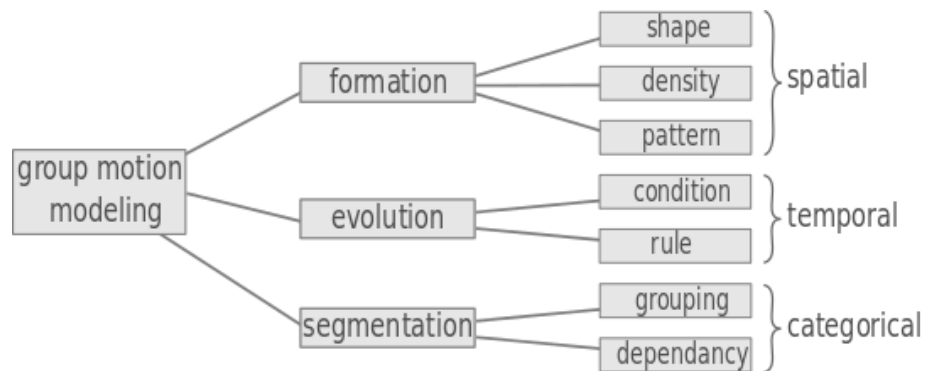 shape
formation
density
spatial
pattern
group motion
modeling
condition
evolution
temporal
rule
grouping
segmentation
categorical
dependancy